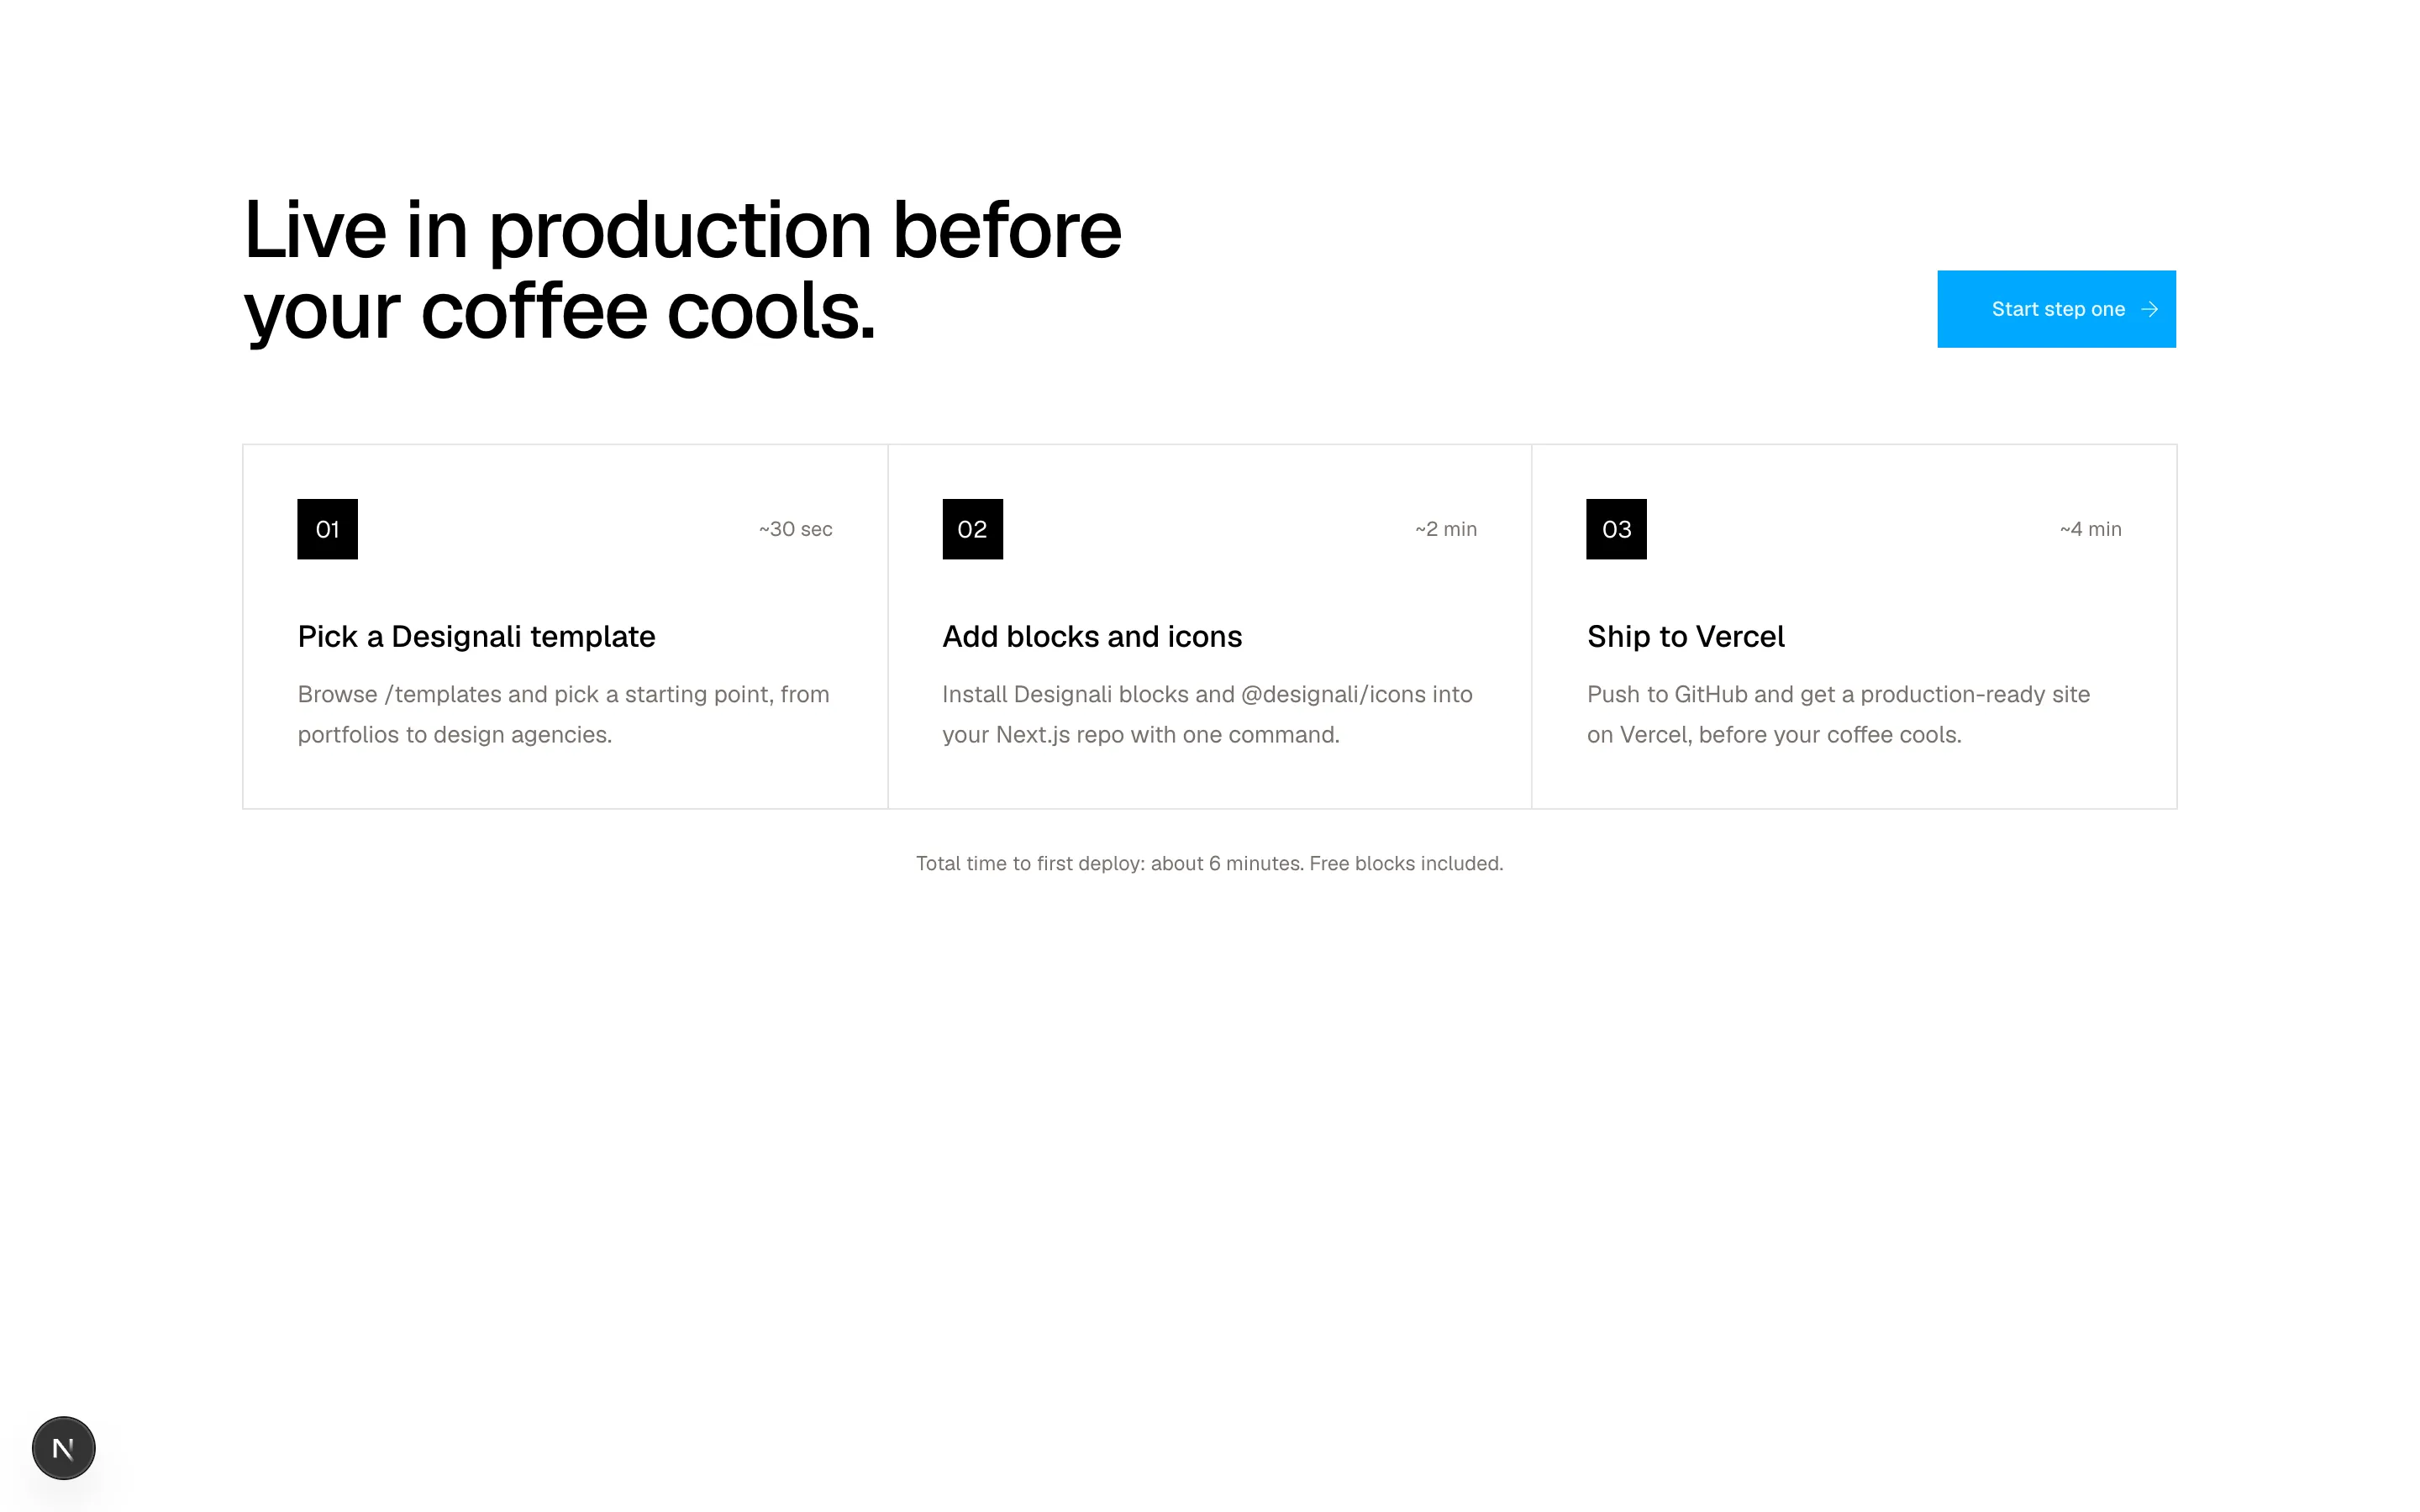 Live in production before
your coffee cools.
Start step one
01
~30 sec
Pick a Designali template
Browse /templates and pick a starting point, from
portfolios to design agencies.
02
~2 min
Add blocks and icons
Install Designali blocks and @designali/icons into
your Next.js repo with one command.
03
~4 min
Ship to Vercel
Push to GitHub and get a production-ready site
on Vercel, before your coffee cools.
Total time to first deploy: about 6 minutes. Free blocks included.
N